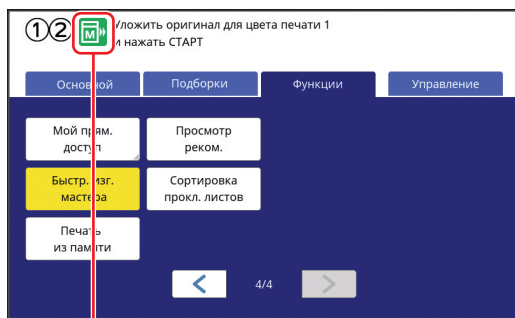 ①② M Уложить оригинал для цвета печати 1
и нажать СТАРТ
Основной Подборки Функции Управление
Мой прям.
доступ
Просмотр
реком.
Быстр. изг.
мастера
Сортировка
прокл. листов
Печать
из памяти
4/4